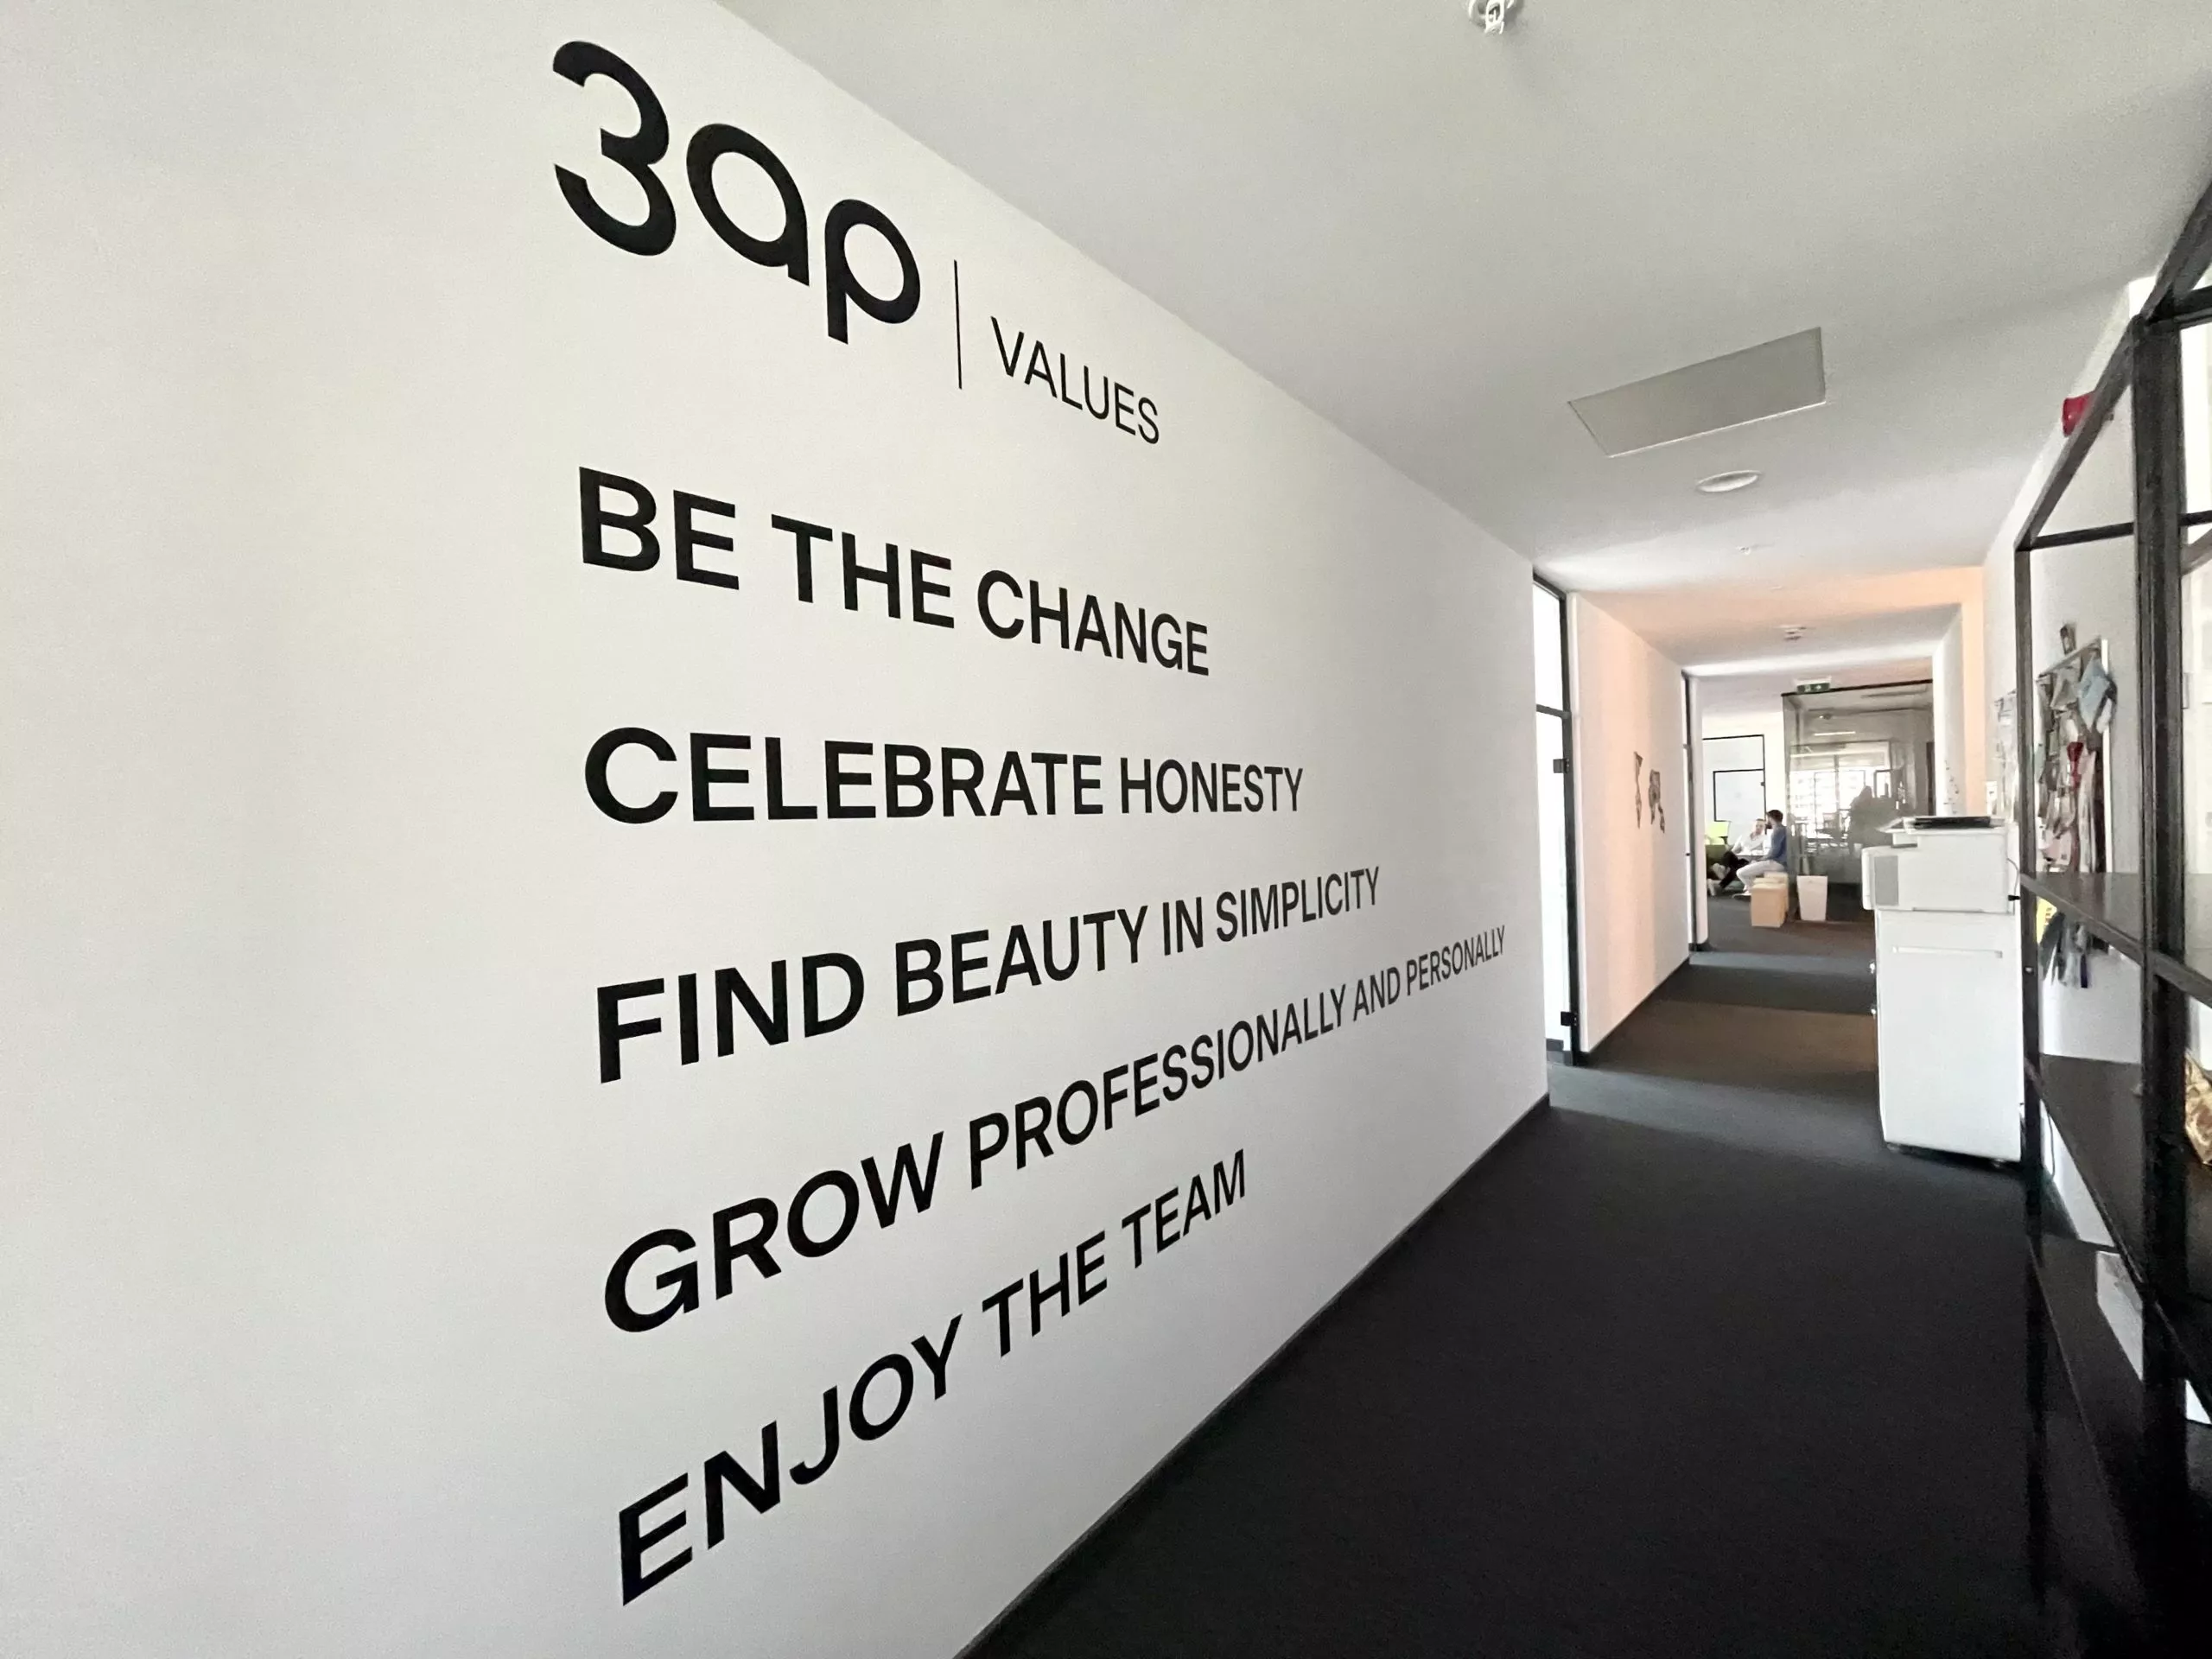 3ap | VALUES
BE THE CHANGE
CELEBRATE HONESTY
FIND BEAUTY IN SIMPLICITY
GROW PROFESSIONALLY AND PERSONALLY
ENJOY THE TEAM